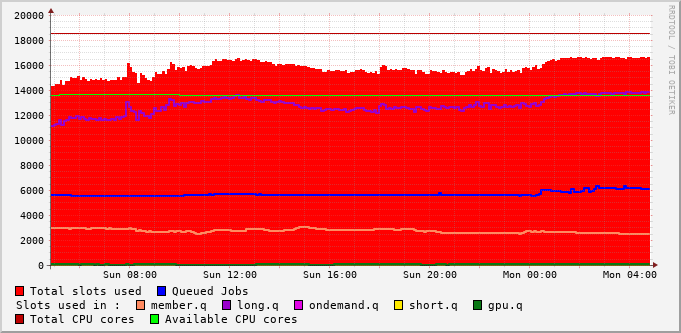 20000
18000
16000
14000
12000
10000
8000
6000
4000
2000
0
Sun 08:00 Sun 12:00 Sun 16:00 Sun 20:00 Mon 00:00 Mon 04:00
Total slots used Queued Jobs
Slots used in : member.q long.q ondemand.q short.q gpu.q
Total CPU cores Available CPU cores
RRDTOOL / TOBI OETIKER